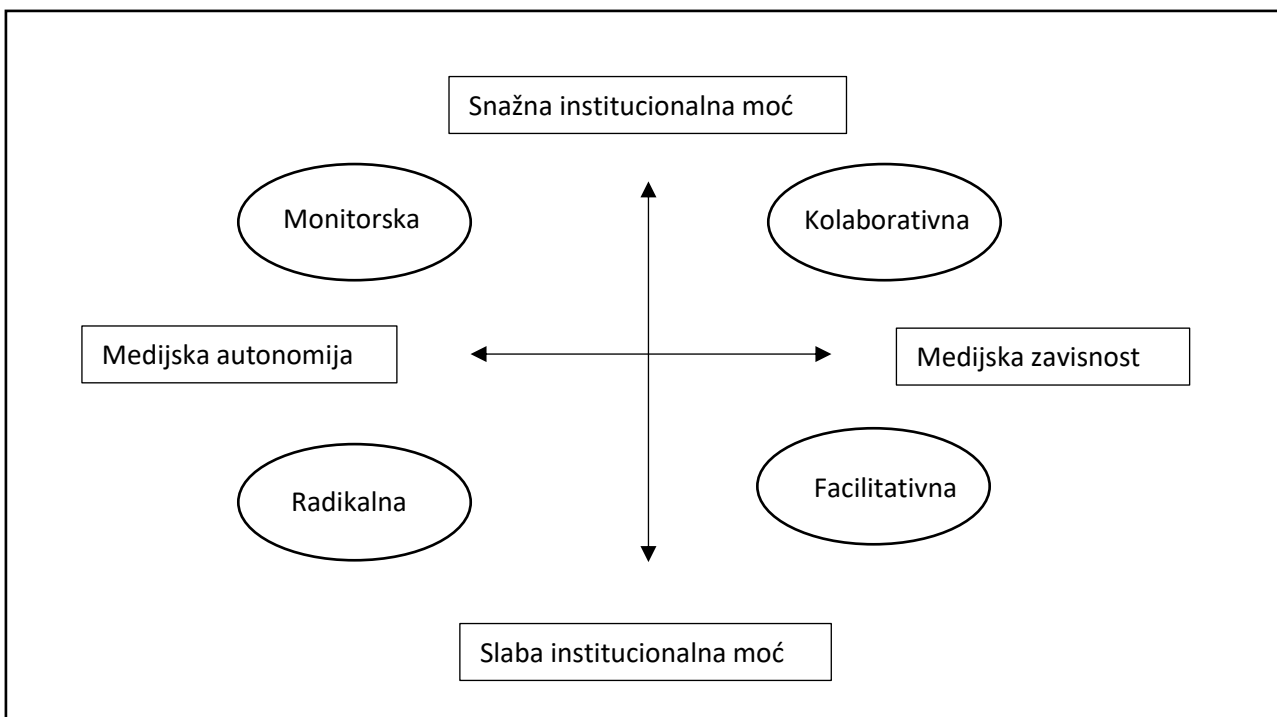 Snažna institucionalna moć
Monitorska
Kolaborativna
Medijska autonomija
Medijska zavisnost
Radikalna
Facilitativna
Slaba institucionalna moć